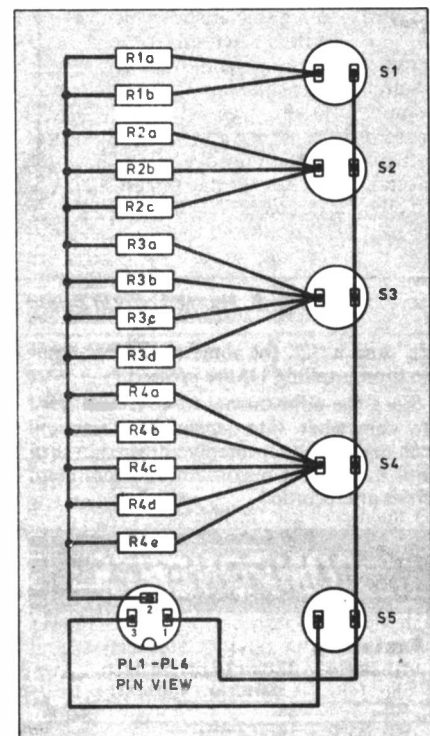 R1a
S1
R1b
R2a
R2b
S2
R2c
R3a
R3b
S3
R3c
R3d
R4a
R4b
R4c
S4
R4d
R4e
S5
2
3 1
PL1 - PL4
PIN VIEW